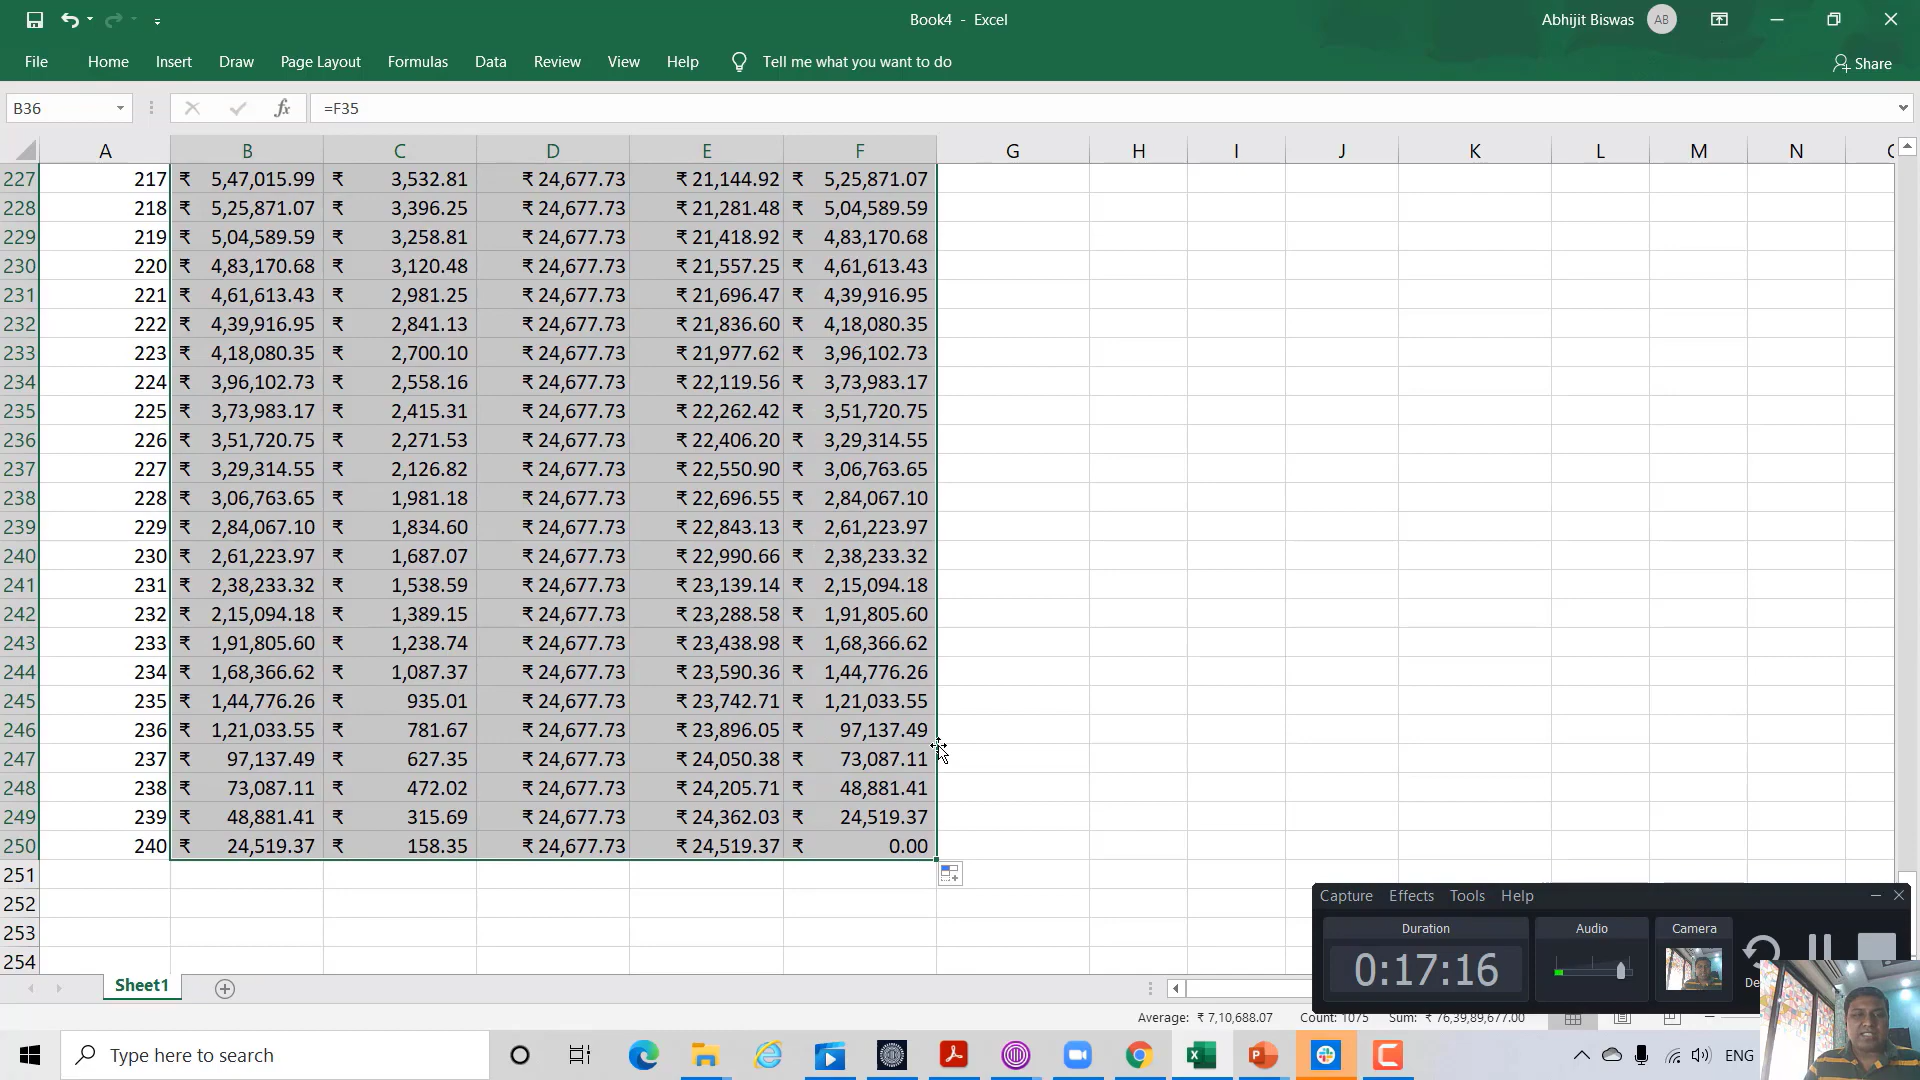 Book4 - Excel
Abhijit Biswas AB
File Home Insert Draw Page Layout Formulas Data Review View Help Tell me what you want to do Share
B36 fx =F35
A B C D E F G H I J K L M N
227 217 ₹ 5,47,015.99 ₹ 3,532.81 ₹ 24,677.73 ₹ 21,144.92 ₹ 5,25,871.07
228 218 ₹ 5,25,871.07 ₹ 3,396.25 ₹ 24,677.73 ₹ 21,281.48 ₹ 5,04,589.59
229 219 ₹ 5,04,589.59 ₹ 3,258.81 ₹ 24,677.73 ₹ 21,418.92 ₹ 4,83,170.68
230 220 ₹ 4,83,170.68 ₹ 3,120.48 ₹ 24,677.73 ₹ 21,557.25 ₹ 4,61,613.43
231 221 ₹ 4,61,613.43 ₹ 2,981.25 ₹ 24,677.73 ₹ 21,696.47 ₹ 4,39,916.95
232 222 ₹ 4,39,916.95 ₹ 2,841.13 ₹ 24,677.73 ₹ 21,836.60 ₹ 4,18,080.35
233 223 ₹ 4,18,080.35 ₹ 2,700.10 ₹ 24,677.73 ₹ 21,977.62 ₹ 3,96,102.73
234 224 ₹ 3,96,102.73 ₹ 2,558.16 ₹ 24,677.73 ₹ 22,119.56 ₹ 3,73,983.17
235 225 ₹ 3,73,983.17 ₹ 2,415.31 ₹ 24,677.73 ₹ 22,262.42 ₹ 3,51,720.75
236 226 ₹ 3,51,720.75 ₹ 2,271.53 ₹ 24,677.73 ₹ 22,406.20 ₹ 3,29,314.55
237 227 ₹ 3,29,314.55 ₹ 2,126.82 ₹ 24,677.73 ₹ 22,550.90 ₹ 3,06,763.65
238 228 ₹ 3,06,763.65 ₹ 1,981.18 ₹ 24,677.73 ₹ 22,696.55 ₹ 2,84,067.10
239 229 ₹ 2,84,067.10 ₹ 1,834.60 ₹ 24,677.73 ₹ 22,843.13 ₹ 2,61,223.97
240 230 ₹ 2,61,223.97 ₹ 1,687.07 ₹ 24,677.73 ₹ 22,990.66 ₹ 2,38,233.32
241 231 ₹ 2,38,233.32 ₹ 1,538.59 ₹ 24,677.73 ₹ 23,139.14 ₹ 2,15,094.18
242 232 ₹ 2,15,094.18 ₹ 1,389.15 ₹ 24,677.73 ₹ 23,288.58 ₹ 1,91,805.60
243 233 ₹ 1,91,805.60 ₹ 1,238.74 ₹ 24,677.73 ₹ 23,438.98 ₹ 1,68,366.62
244 234 ₹ 1,68,366.62 ₹ 1,087.37 ₹ 24,677.73 ₹ 23,590.36 ₹ 1,44,776.26
245 235 ₹ 1,44,776.26 ₹ 935.01 ₹ 24,677.73 ₹ 23,742.71 ₹ 1,21,033.55
246 236 ₹ 1,21,033.55 ₹ 781.67 ₹ 24,677.73 ₹ 23,896.05 ₹ 97,137.49
247 237 ₹ 97,137.49 ₹ 627.35 ₹ 24,677.73 ₹ 24,050.38 ₹ 73,087.11
248 238 ₹ 73,087.11 ₹ 472.02 ₹ 24,677.73 ₹ 24,205.71 ₹ 48,881.41
249 239 ₹ 48,881.41 ₹ 315.69 ₹ 24,677.73 ₹ 24,362.03 ₹ 24,519.37
250 240 ₹ 24,519.37 ₹ 158.35 ₹ 24,677.73 ₹ 24,519.37 ₹ 0.00
251
252
253
254
Capture Effects Tools Help
Duration Audio Camera
0:17:16
De
Sheet1
Average: ₹ 7,10,688.07 Count: 1075 Sum: ₹ 76,39,89,677.00
Type here to search
ENG